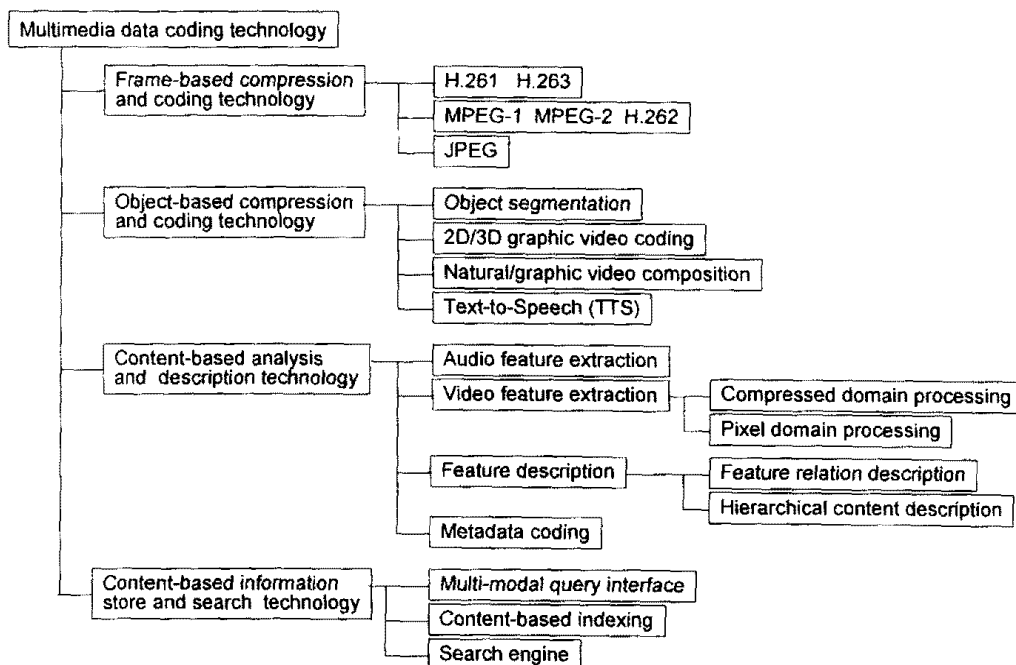 Multimedia data coding technology
Frame-based compression
and coding technology
H.261 H.263
MPEG-1 MPEG-2 H.262
JPEG
Object-based compression
and coding technology
Object segmentation
2D/3D graphic video coding
Natural/graphic video composition
Text-to-Speech (TTS)
Content-based analysis
and description technology
Audio feature extraction
Video feature extraction
Compressed domain processing
Pixel domain processing
Feature description
Feature relation description
Hierarchical content description
Metadata coding
Content-based information
store and search technology
Multi-modal query interface
Content-based indexing
Search engine